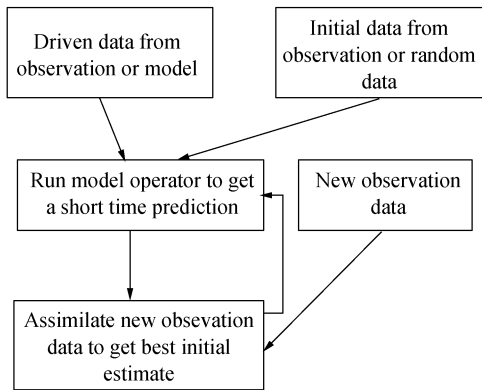 Driven data from
observation or model
Initial data from
observation or random
data
Run model operator to get
a short time prediction
New observation
data
Assimilate new obsevation
data to get best initial
estimate